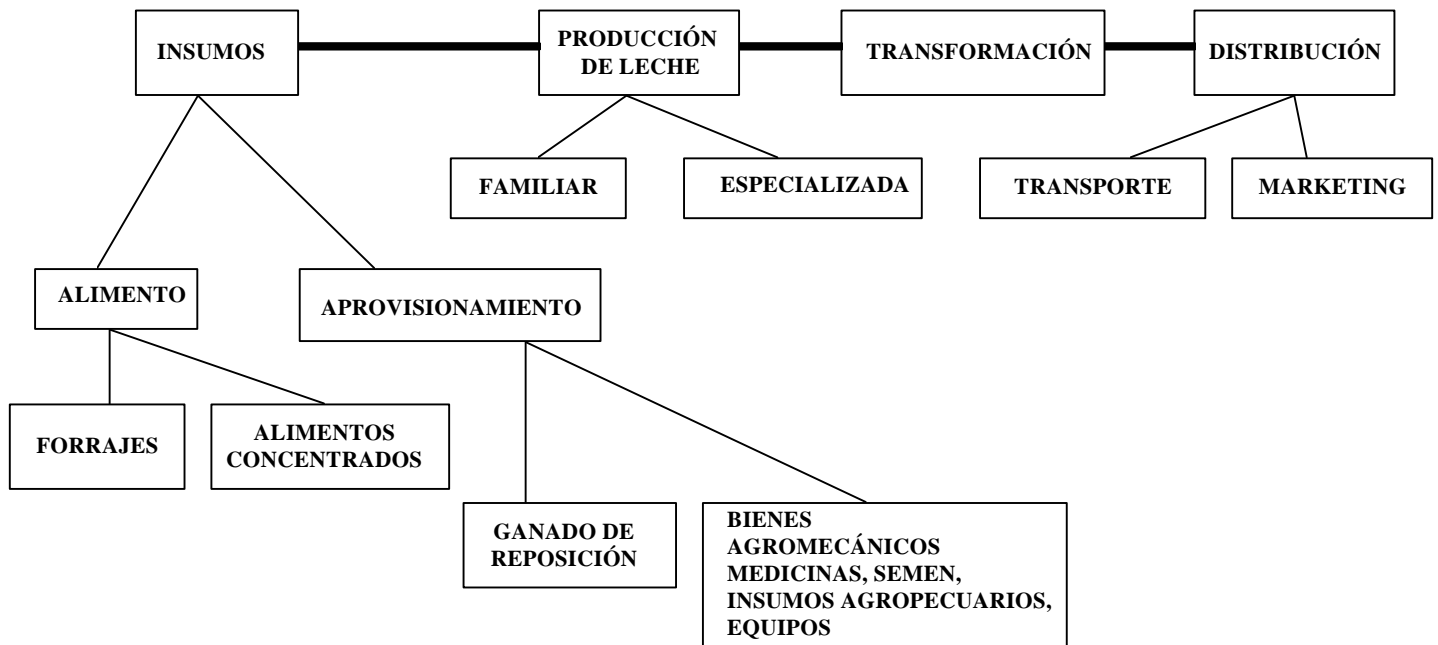 INSUMOS
PRODUCCIÓN
DE LECHE
TRANSFORMACIÓN
DISTRIBUCIÓN
FAMILIAR
ESPECIALIZADA
TRANSPORTE
MARKETING
ALIMENTO
APROVISIONAMIENTO
FORRAJES
ALIMENTOS
CONCENTRADOS
GANADO DE
REPOSICIÓN
BIENES
AGROMECÁNICOS
MEDICINAS, SEMEN,
INSUMOS AGROPECUARIOS,
EQUIPOS